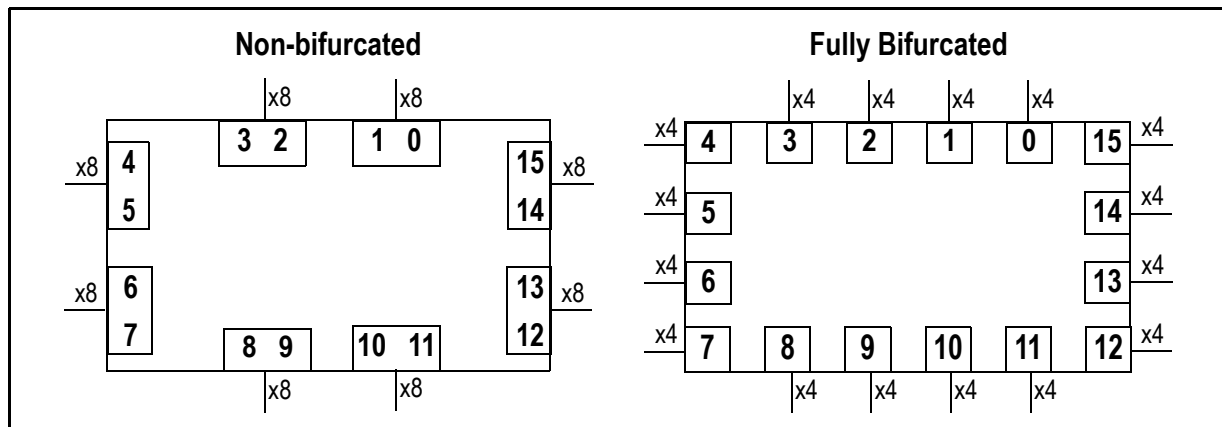 Non-bifurcated
x8 x8
3 2 1 0
x8 4 15 x8
5 14
x8 6 13 x8
7 12
8 9 10 11
x8 x8
Fully Bifurcated
x4 x4 x4 x4
x4 4 3 2 1 0 15 x4
x4 5 14 x4
x4 6 13 x4
x4 7 8 9 10 11 12 x4
x4 x4 x4 x4